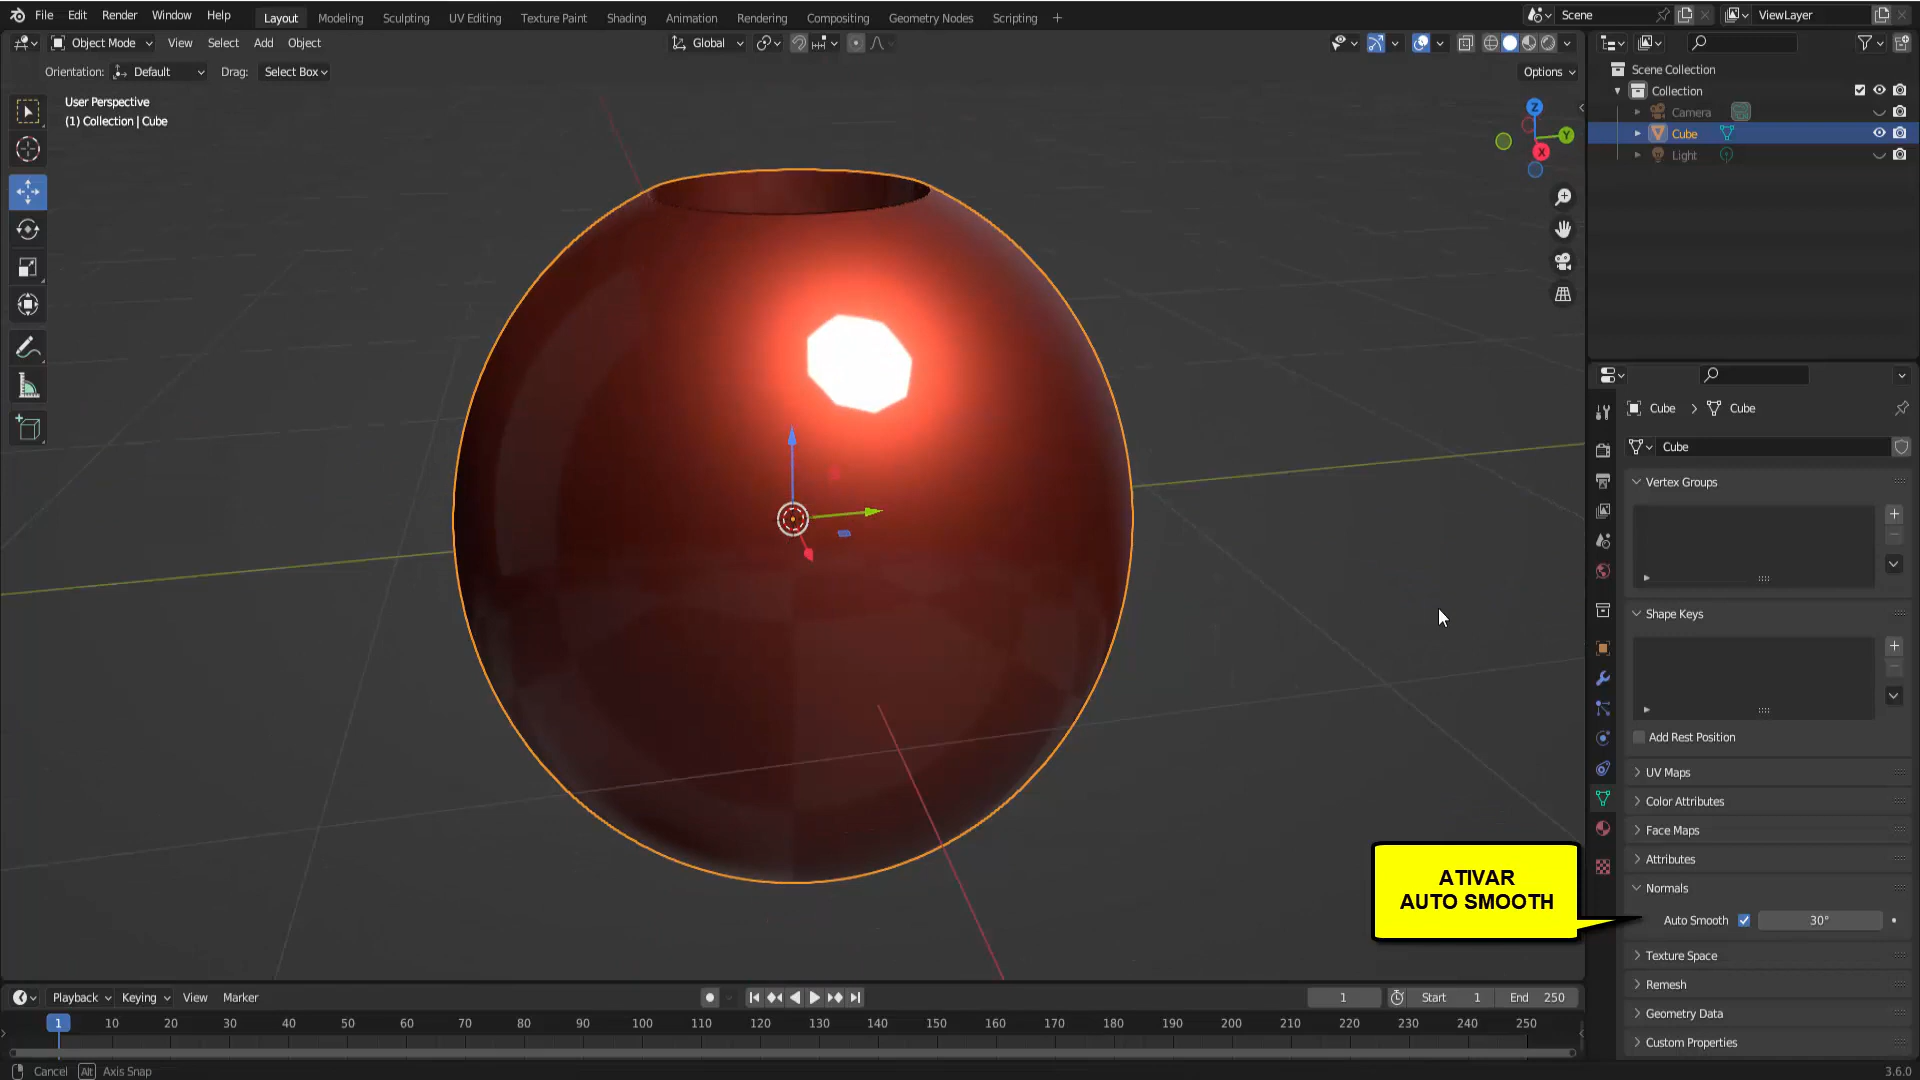 File Edit Render Window Help Layout Modeling Sculpting UV Editing Texture Paint Shading Animation Rendering Compositing Geometry Nodes Scripting + Scene ViewLayer
Object Mode View Select Add Object Global
Orientation: Default Drag: Select Box Options
User Perspective
(1) Collection | Cube
Z
Y
X
Scene Collection
Collection
Camera
Cube
Light
Cube > Cube
Cube
Vertex Groups
Shape Keys
Add Rest Position
UV Maps
Color Attributes
Face Maps
Attributes
Normals
Auto Smooth 30°
Texture Space
Remesh
Geometry Data
Custom Properties
ATIVAR
AUTO SMOOTH
Playback Keying View Marker 1 Start 1 End 250
1 10 20 30 40 50 60 70 80 90 100 110 120 130 140 150 160 170 180 190 200 210 220 230 240 250
Cancel Alt Axis Snap 3.6.0